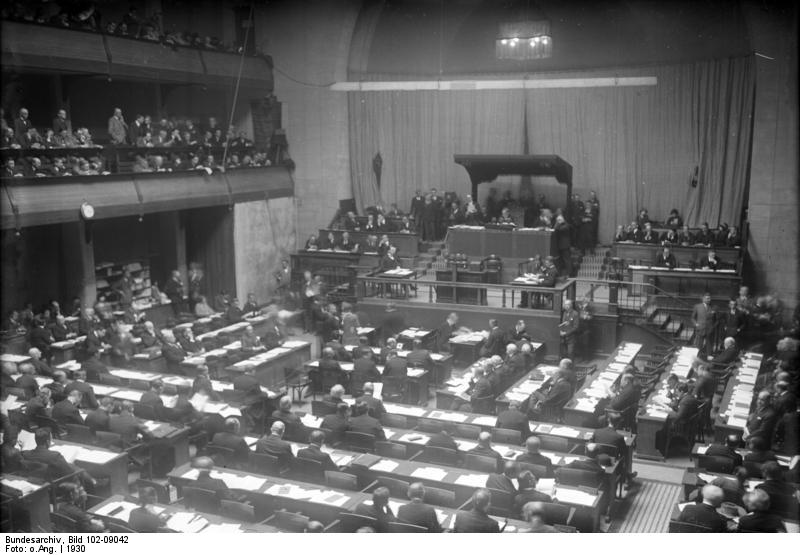 Bundesarchiv, Bild 102-09042
Foto: o.Ang. | 1930